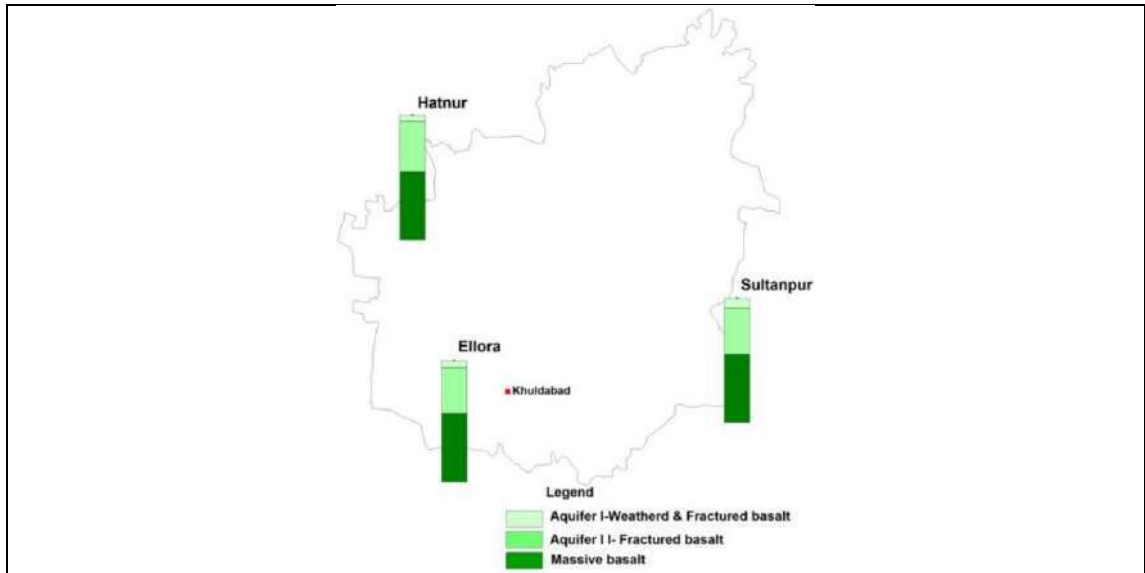 Hatnur
Sultanpur
Ellora
Khuldabad
Legend
Aquifer I-Weatherd & Fractured basalt
Aquifer I I- Fractured basalt
Massive basalt